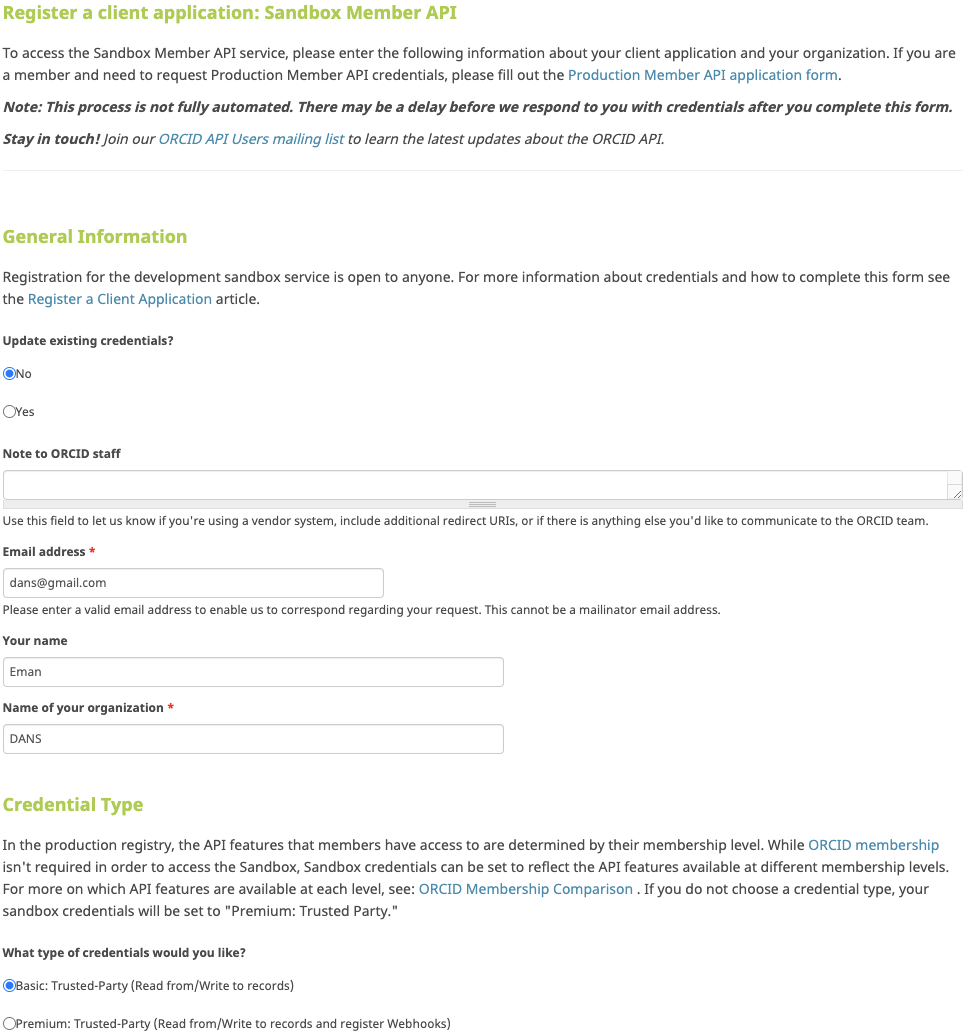 Register a client application: Sandbox Member API
To access the Sandbox Member API service, please enter the following information about your client application and your organization. If you are
a member and need to request Production Member API credentials, please fill out the Production Member API application form.
Note: This process is not fully automated. There may be a delay before we respond to you with credentials after you complete this form.
Stay in touch! Join our ORCID API Users mailing list to learn the latest updates about the ORCID API.
General Information
Registration for the development sandbox service is open to anyone. For more information about credentials and how to complete this form see
the Register a Client Application article.
Update existing credentials?
No
Yes
Note to ORCID staff
Use this field to let us know if you're using a vendor system, include additional redirect URIs, or if there is anything else you'd like to communicate to the ORCID team.
Email address *
dans@gmail.com
Please enter a valid email address to enable us to correspond regarding your request. This cannot be a mailinator email address.
Your name
Eman
Name of your organization *
DANS
Credential Type
In the production registry, the API features that members have access to are determined by their membership level. While ORCID membership
isn't required in order to access the Sandbox, Sandbox credentials can be set to reflect the API features available at different membership levels.
For more on which API features are available at each level, see: ORCID Membership Comparison . If you do not choose a credential type, your
sandbox credentials will be set to "Premium: Trusted Party."
What type of credentials would you like?
Basic: Trusted-Party (Read from/Write to records)
Premium: Trusted-Party (Read from/Write to records and register Webhooks)